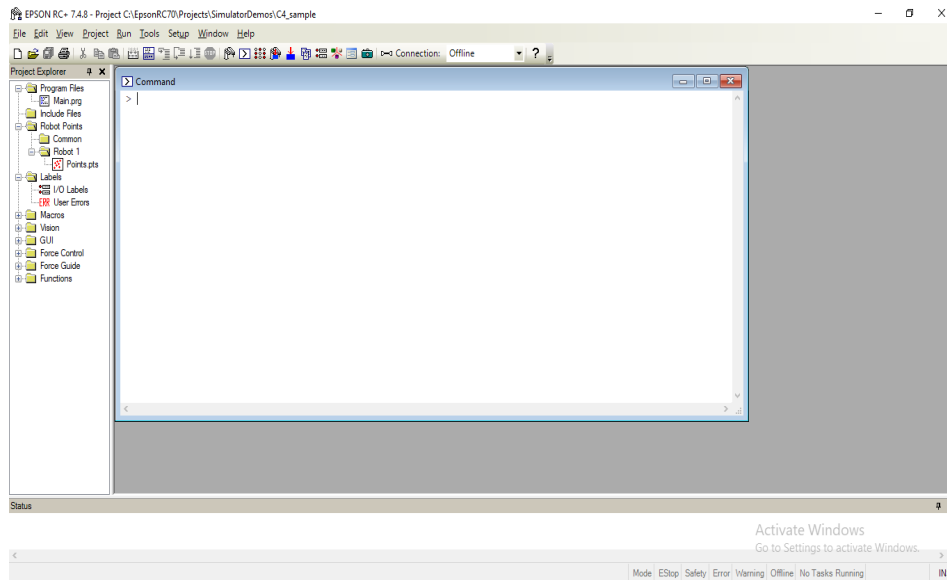 EPSON RC+ 7.4.8 - Project C:\EpsonRC70\Projects\SimulatorDemos\C4_sample
File Edit View Project Run Tools Setup Window Help
Connection: Offline
Project Explorer
Program Files
Main.prg
Include Files
Robot Points
Common
Robot 1
Points.pts
Labels
I/O Labels
ERR User Errors
Macros
Vision
GUI
Force Control
Force Guide
Functions
Command
>
Status
Activate Windows
Go to Settings to activate Windows.
Mode EStop Safety Error Warning Offline No Tasks Running IN